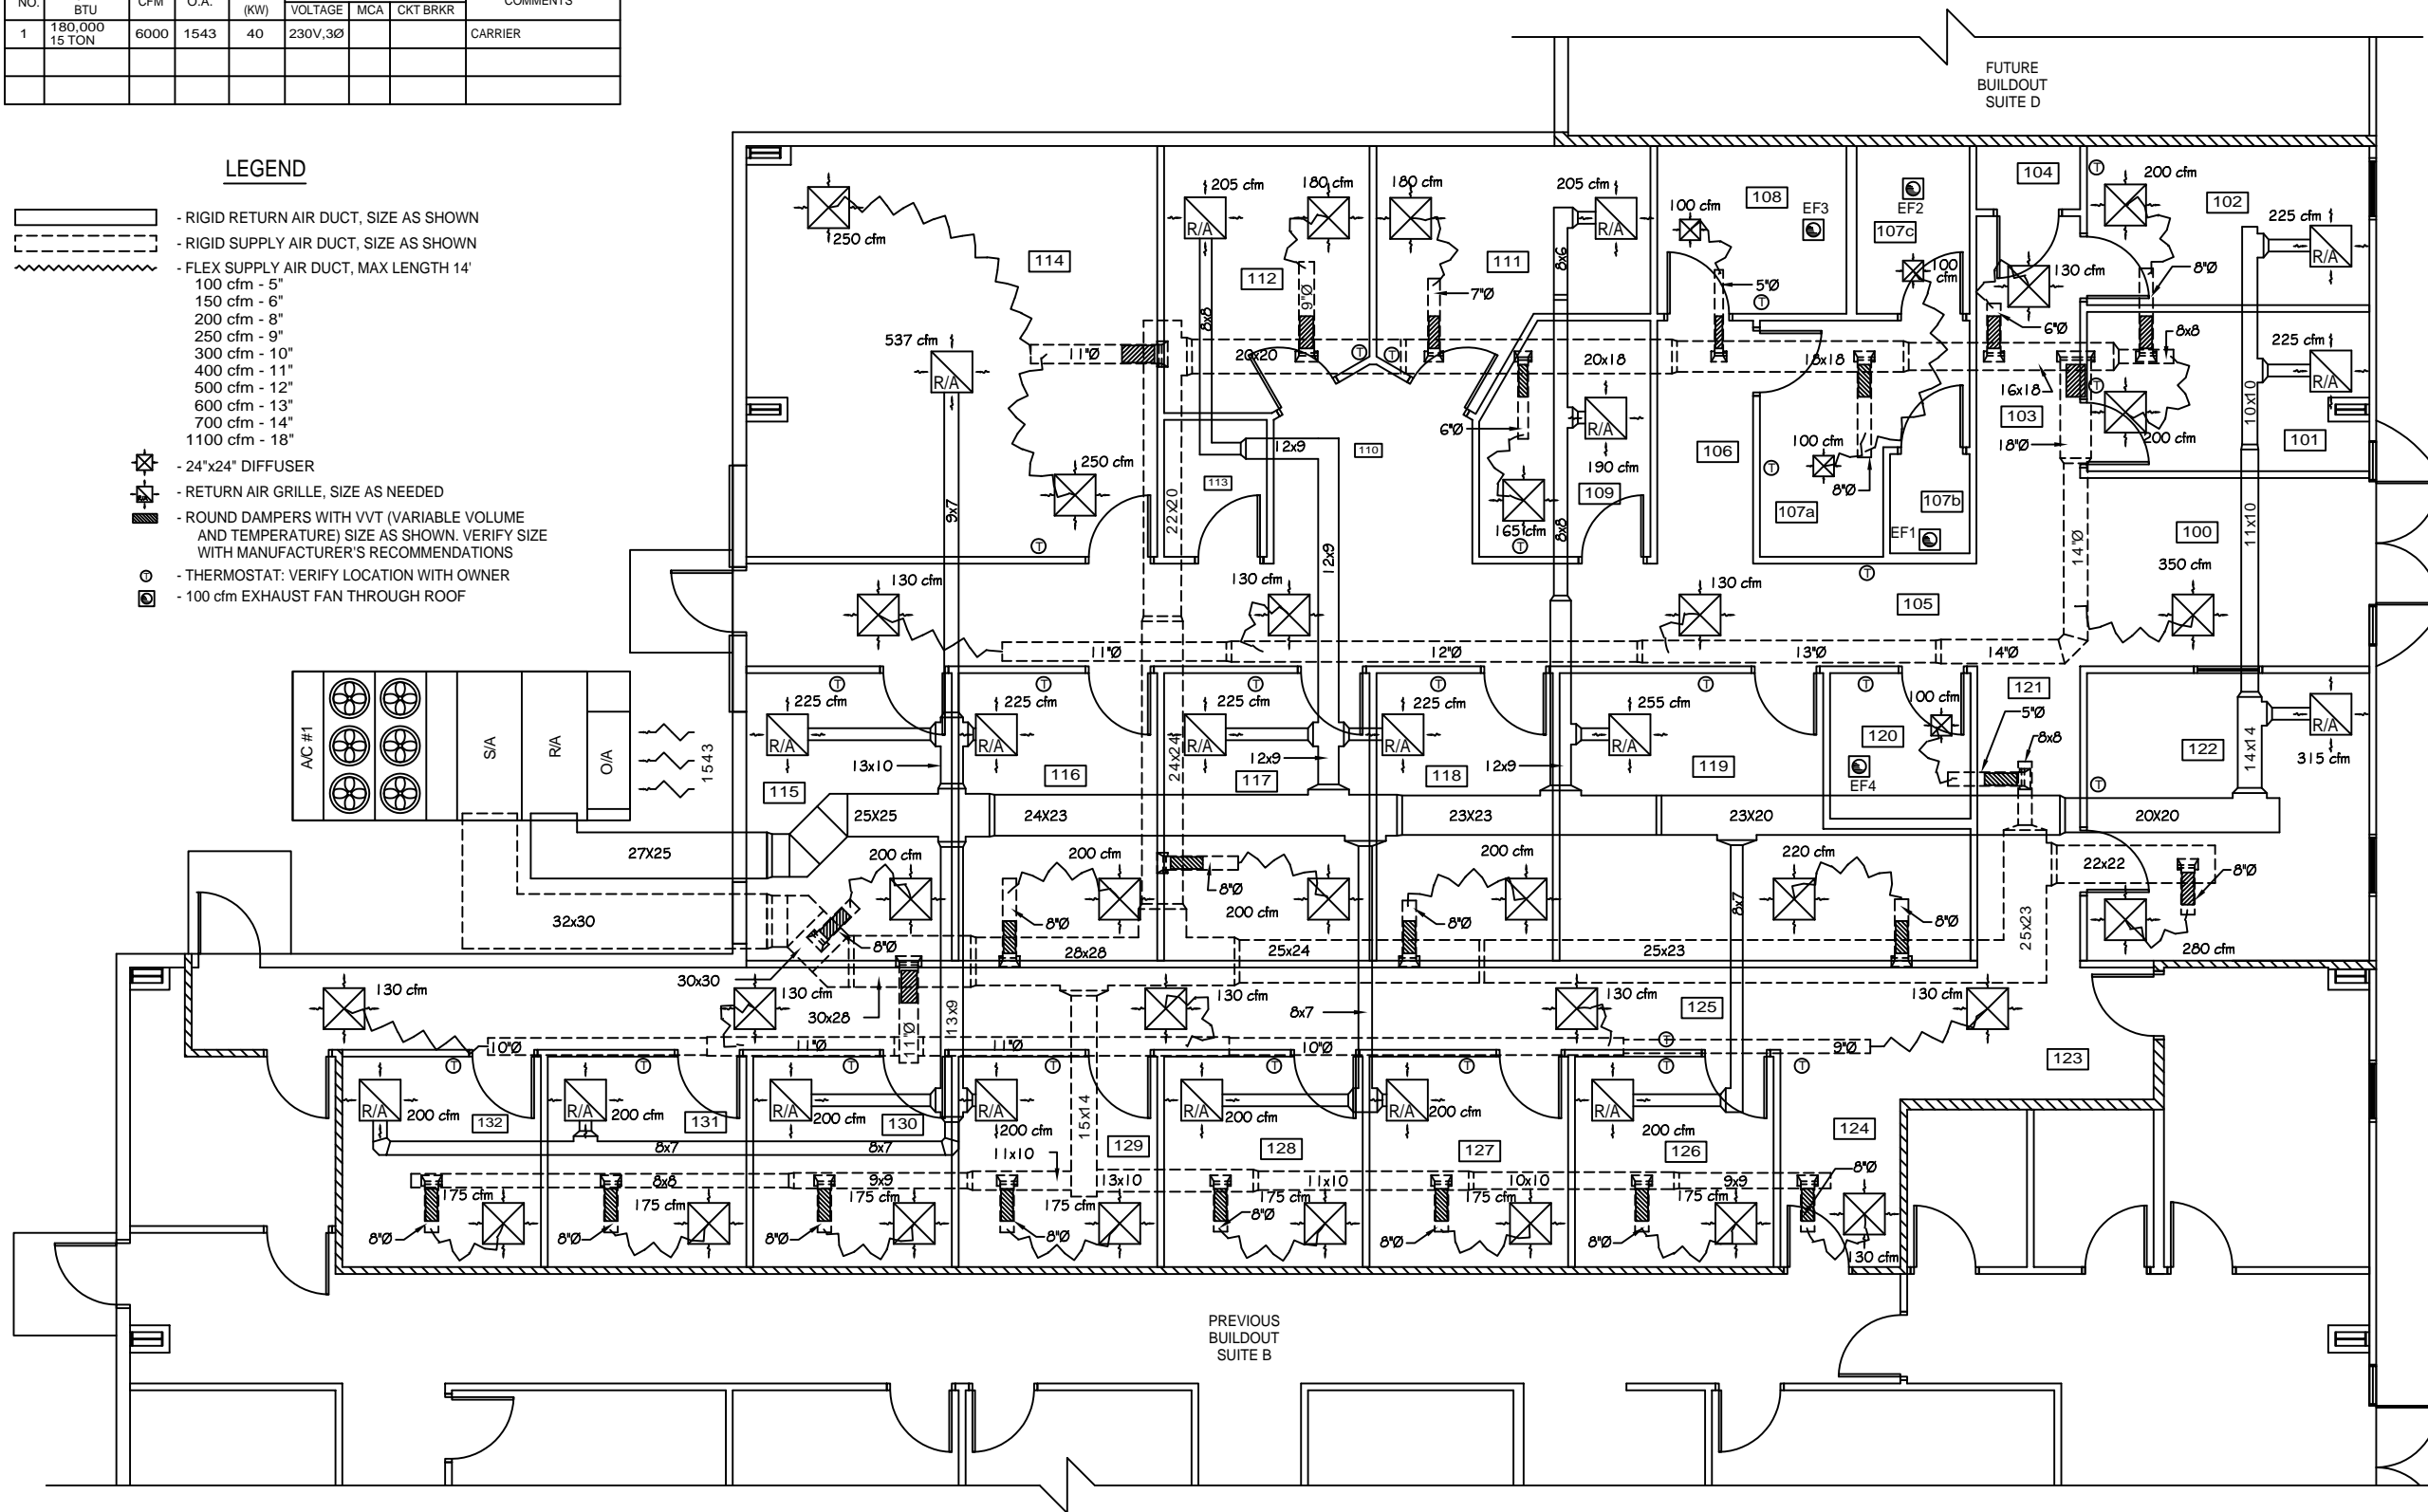 NO.
BTU
CFM
O.A.
(KW)
VOLTAGE
MCA
CKT BRKR
COMMENTS
1
180,000
15 TON
6000
1543
40
230V,3Ø
CARRIER
FUTURE
BUILDOUT
SUITE D
LEGEND
- RIGID RETURN AIR DUCT, SIZE AS SHOWN
- RIGID SUPPLY AIR DUCT, SIZE AS SHOWN
- FLEX SUPPLY AIR DUCT, MAX LENGTH 14'
100 cfm - 5"
150 cfm - 6"
200 cfm - 8"
250 cfm - 9"
300 cfm - 10"
400 cfm - 11"
500 cfm - 12"
600 cfm - 13"
700 cfm - 14"
1100 cfm - 18"
- 24"x24" DIFFUSER
- RETURN AIR GRILLE, SIZE AS NEEDED
- ROUND DAMPERS WITH VVT (VARIABLE VOLUME
AND TEMPERATURE) SIZE AS SHOWN. VERIFY SIZE
WITH MANUFACTURER'S RECOMMENDATIONS
T
- THERMOSTAT: VERIFY LOCATION WITH OWNER
- 100 cfm EXHAUST FAN THROUGH ROOF
250 cfm
114
537 cfm
R/A
11"Ø
250 cfm
9x7
T
205 cfm
R/A
8x8
180 cfm
112
9"Ø
20x20
T
T
180 cfm
7"Ø
111
205 cfm
R/A
8x6
100 cfm
108
EF3
5"Ø
T
EF2
107c
100
cfm
104
T
200 cfm
102
225 cfm
R/A
130 cfm
8"Ø
6"Ø
8x8
225 cfm
R/A
10x10
T
16x18
103
200 cfm
101
18"Ø
20x18
18x18
6"Ø
R/A
190 cfm
109
165 cfm
T
8x8
106
T
100 cfm
8"Ø
107a
107b
EF1
T
12x9
110
113
22x20
12x9
14"Ø
11x10
100
350 cfm
105
130 cfm
130 cfm
130 cfm
11"Ø
12"Ø
13"Ø
14"Ø
A/C #1
S/A
R/A
O/A
1543
T
225 cfm
R/A
115
13x10
T
225 cfm
R/A
116
24x24
T
225 cfm
R/A
117
12x9
T
225 cfm
R/A
118
12x9
T
255 cfm
R/A
119
T
100 cfm
120
EF4
121
5"Ø
8x8
122
T
14x14
R/A
315 cfm
27X25
25X25
24X23
23X23
23X20
20X20
32x30
200 cfm
8"Ø
200 cfm
8"Ø
8"Ø
200 cfm
200 cfm
8"Ø
220 cfm
8"Ø
8x7
22x22
8"Ø
25x23
280 cfm
30x30
28x28
25x24
25x23
30x28
130 cfm
130 cfm
130 cfm
130 cfm
130 cfm
8x7
125
13x9
11"Ø
10"Ø
11"Ø
11"Ø
10"Ø
T
9"Ø
123
T
R/A
200 cfm
132
T
R/A
200 cfm
131
T
R/A
200 cfm
130
T
R/A
200 cfm
129
15x14
T
R/A
200 cfm
128
T
R/A
200 cfm
127
T
R/A
200 cfm
126
T
124
8x7
8x7
11x10
8x8
9x9
13x10
11x10
10x10
9x9
8"Ø
175 cfm
8"Ø
175 cfm
8"Ø
175 cfm
8"Ø
175 cfm
8"Ø
175 cfm
8"Ø
175 cfm
8"Ø
175 cfm
8"Ø
130 cfm
PREVIOUS
BUILDOUT
SUITE B